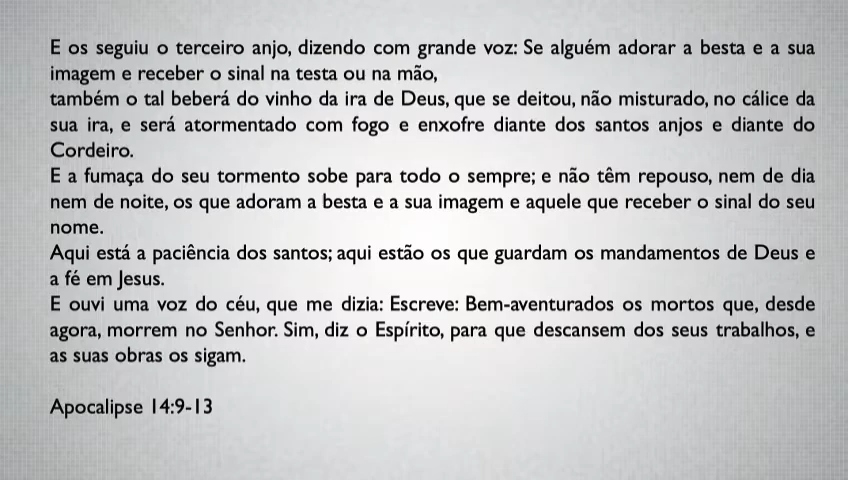 E os seguiu o terceiro anjo, dizendo com grande voz: Se alguém adorar a besta e a sua
imagem e receber o sinal na testa ou na mão,
também o tal beberá do vinho da ira de Deus, que se deitou, não misturado, no cálice da
sua ira, e será atormentado com fogo e enxofre diante dos santos anjos e diante do
Cordeiro.
E a fumaça do seu tormento sobe para todo o sempre; e não têm repouso, nem de dia
nem de noite, os que adoram a besta e a sua imagem e aquele que receber o sinal do seu
nome.
Aqui está a paciência dos santos; aqui estão os que guardam os mandamentos de Deus e
a fé em Jesus.
E ouvi uma voz do céu, que me dizia: Escreve: Bem-aventurados os mortos que, desde
agora, morrem no Senhor. Sim, diz o Espírito, para que descansem dos seus trabalhos, e
as suas obras os sigam.
Apocalipse 14:9-13